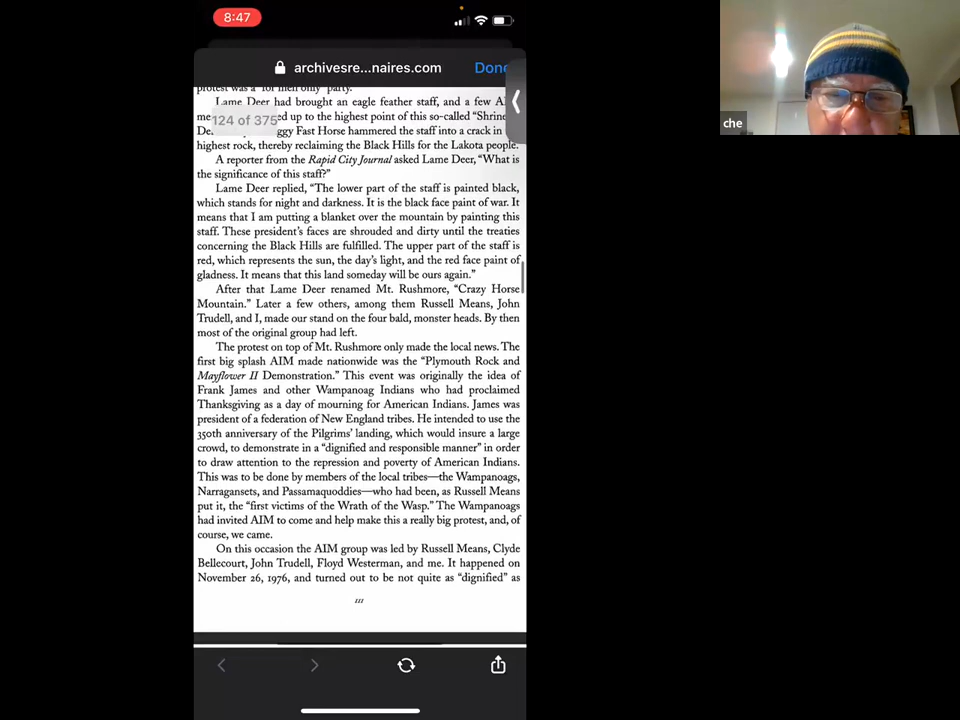 8:47
archivesre...naires.com
Done
protest was a "for men only" party.
Lame Deer had brought an eagle feather staff, and a few
up to the highest point of this so-called "Shrine
124 of 375
Fast Horse hammered the staff into a crack in
highest rock, thereby reclaiming the Black Hills for the Lakota people.
A reporter from the Rapid City Journal asked Lame Deer, "What is
the significance of this staff?"
Lame Deer replied, "The lower part of the staff is painted black,
which stands for night and darkness. It is the black face paint of war. It
means that I am putting a blanket over the mountain by painting this
staff. These president's faces are shrouded and dirty until the treaties
concerning the Black Hills are fulfilled. The upper part of the staff is
red, which represents the sun, the day's light, and the red face paint of
gladness. It means that this land someday will be ours again."
After that Lame Deer renamed Mt. Rushmore, "Crazy Horse
Mountain." Later a few others, among them Russell Means, John
Trudell, and I, made our stand on the four bald, monster heads. By then
most of the original group had left.
The protest on top of Mt. Rushmore only made the local news. The
first big splash AIM made nationwide was the "Plymouth Rock and
Mayflower II Demonstration." This event was originally the idea of
Frank James and other Wampanoag Indians who had proclaimed
Thanksgiving as a day of mourning for American Indians. James was
president of a federation of New England tribes. He intended to use the
350th anniversary of the Pilgrims' landing, which would insure a large
crowd, to demonstrate in a "dignified and responsible manner" in order
to draw attention to the repression and poverty of American Indians.
This was to be done by members of the local tribes—the Wampanoags,
Narragansets, and Passamaquoddies—who had been, as Russell Means
put it, the "first victims of the Wrath of the Wasp." The Wampanoags
had invited AIM to come and help make this a really big protest, and, of
course, we came.
On this occasion the AIM group was led by Russell Means, Clyde
Bellecourt, John Trudell, Floyd Westerman, and me. It happened on
November 26, 1976, and turned out to be not quite as "dignified" as
111
che